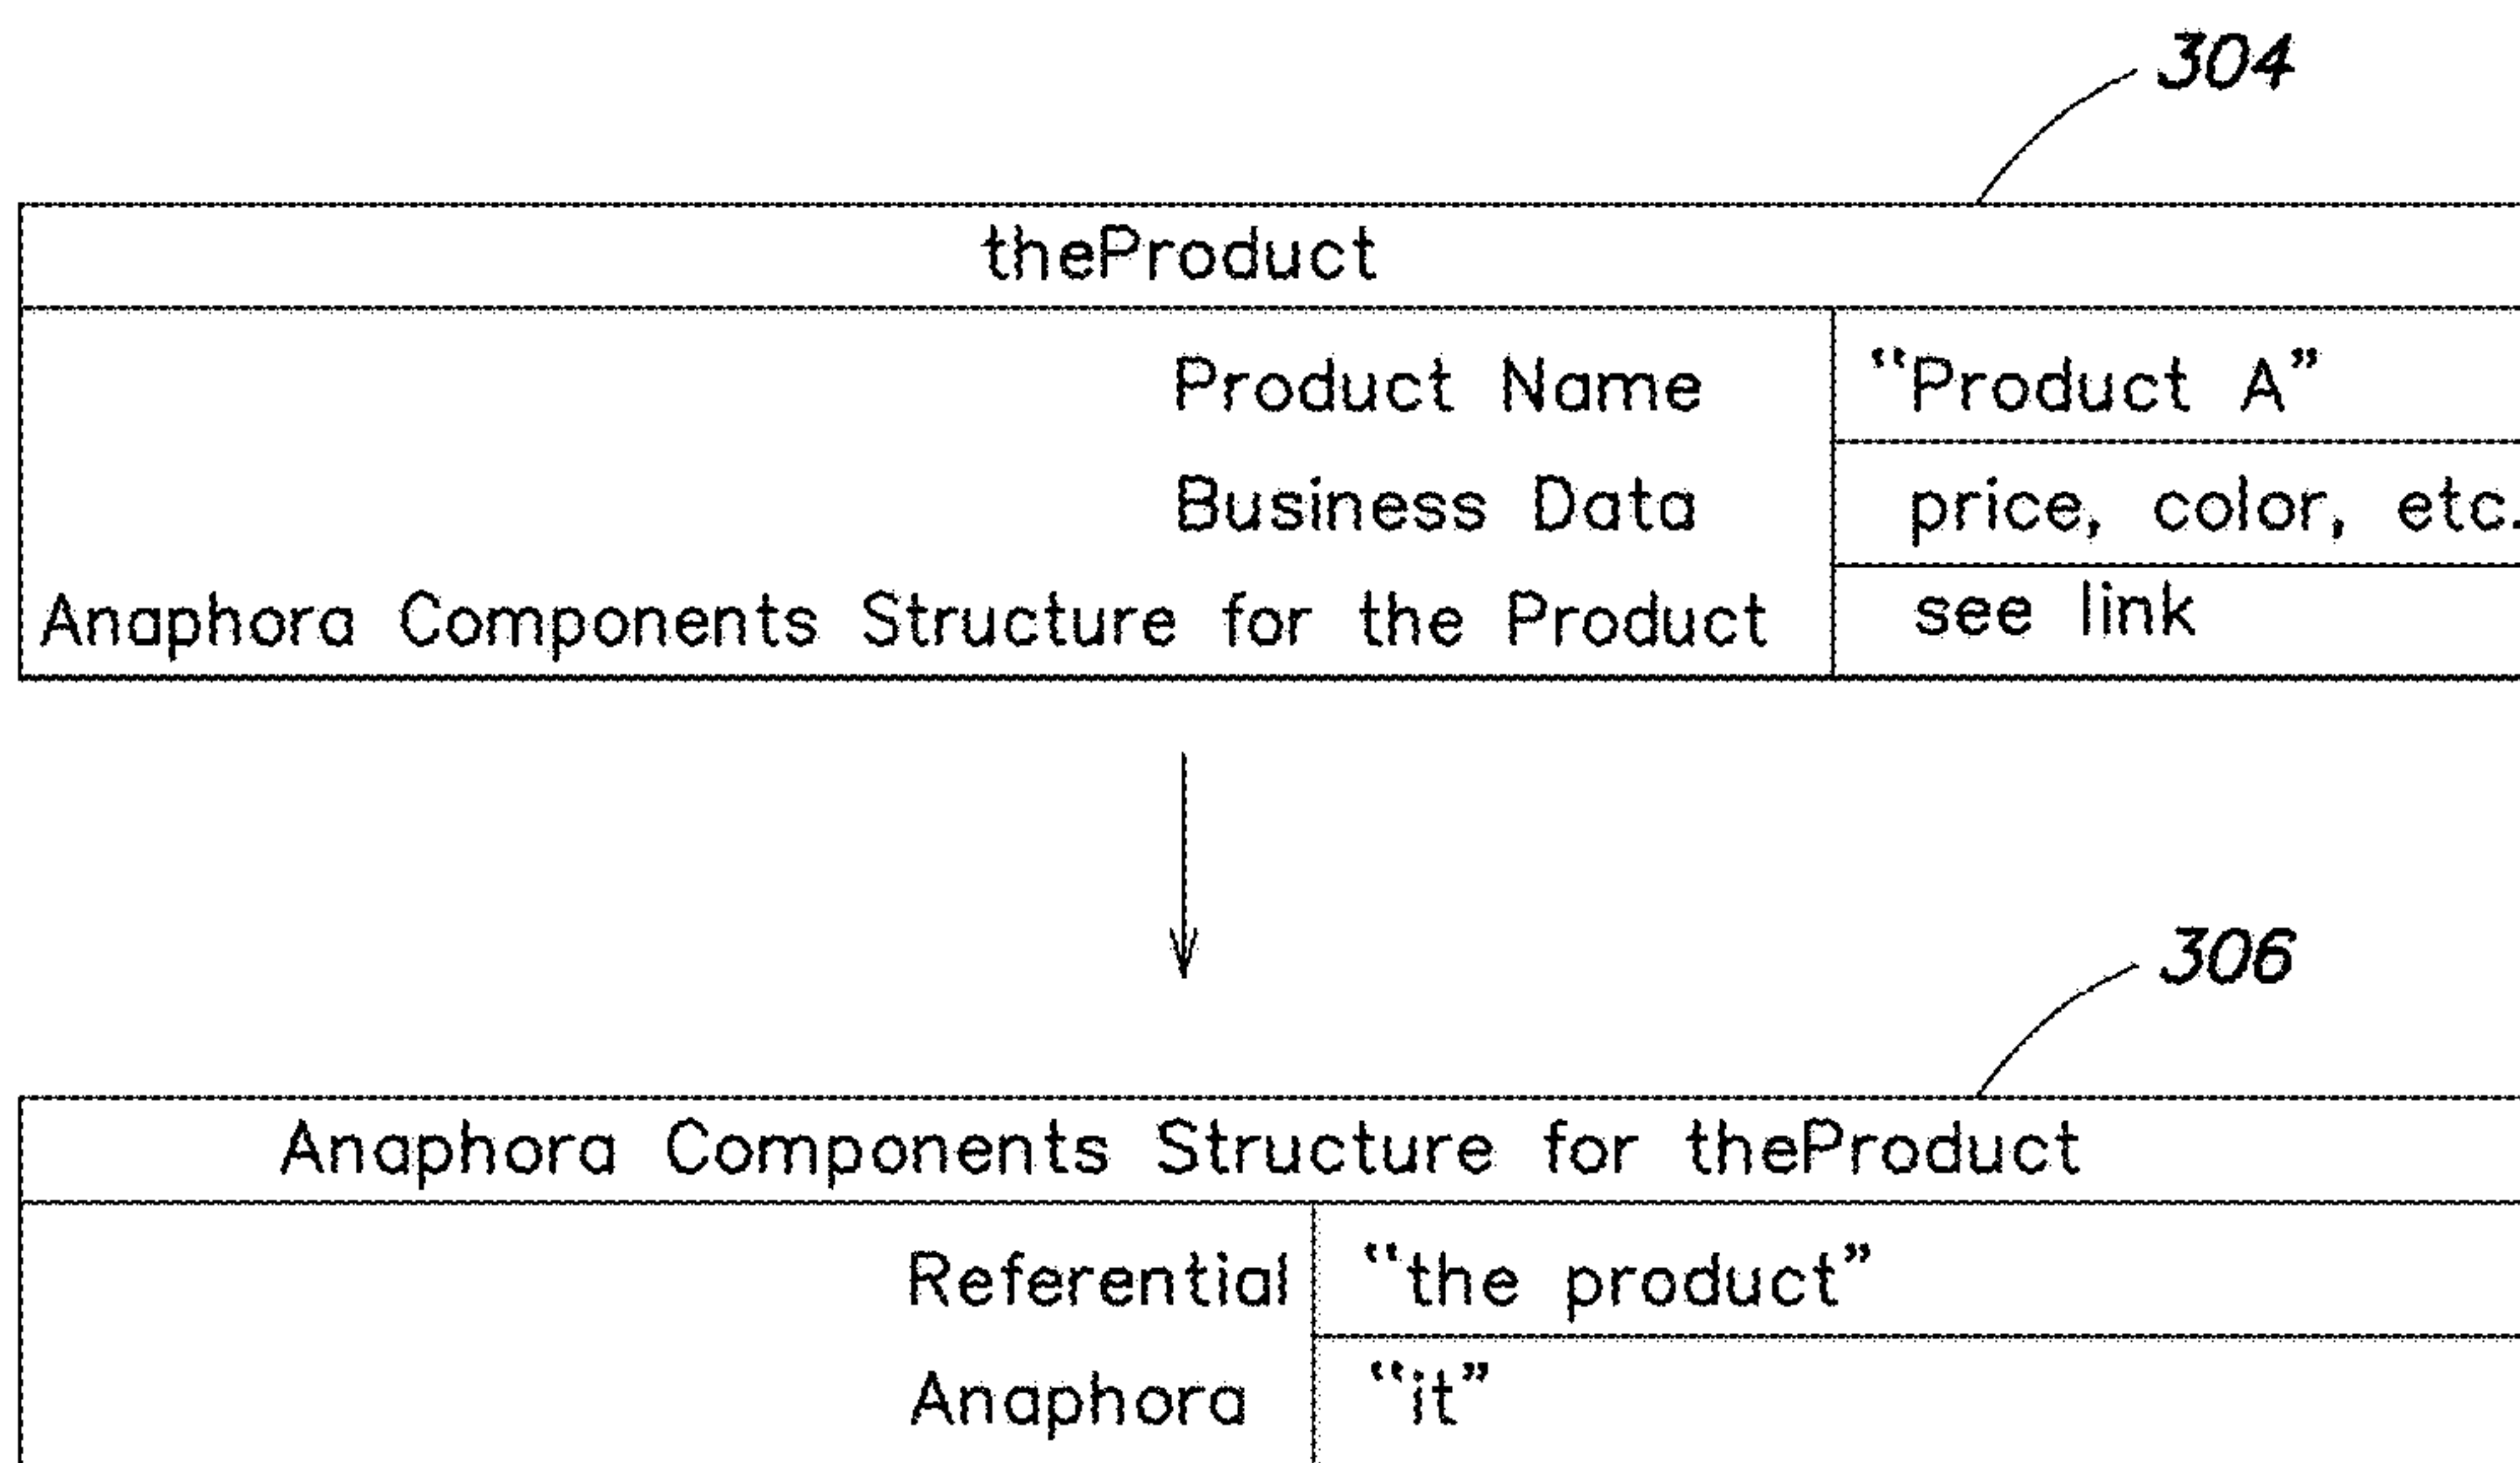 304
theProduct
Product Name “Product A”
Business Data price, color, etc.
Anaphora Components Structure for the Product see link
306
Anaphora Components Structure for theProduct
Referential “the product”
Anaphora “it”